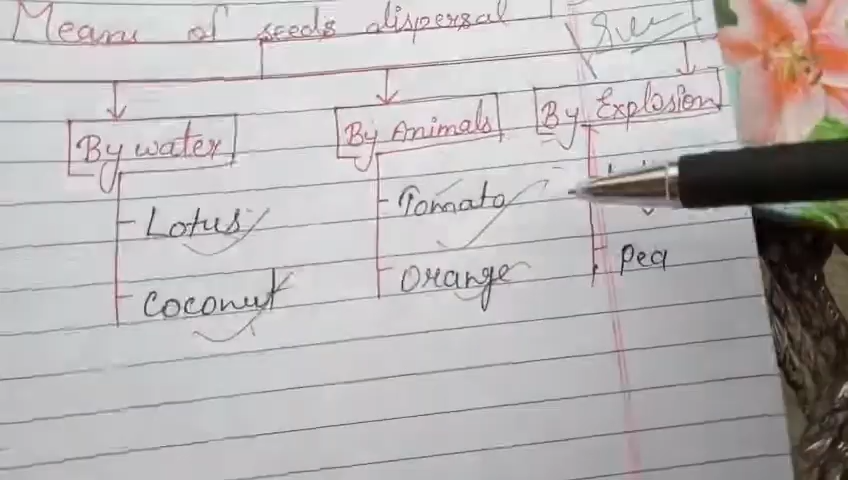 Means of seeds dispersal
By water
By Animals
By Explosion
Lotus
Tomato
Coconut
Orange
Pea